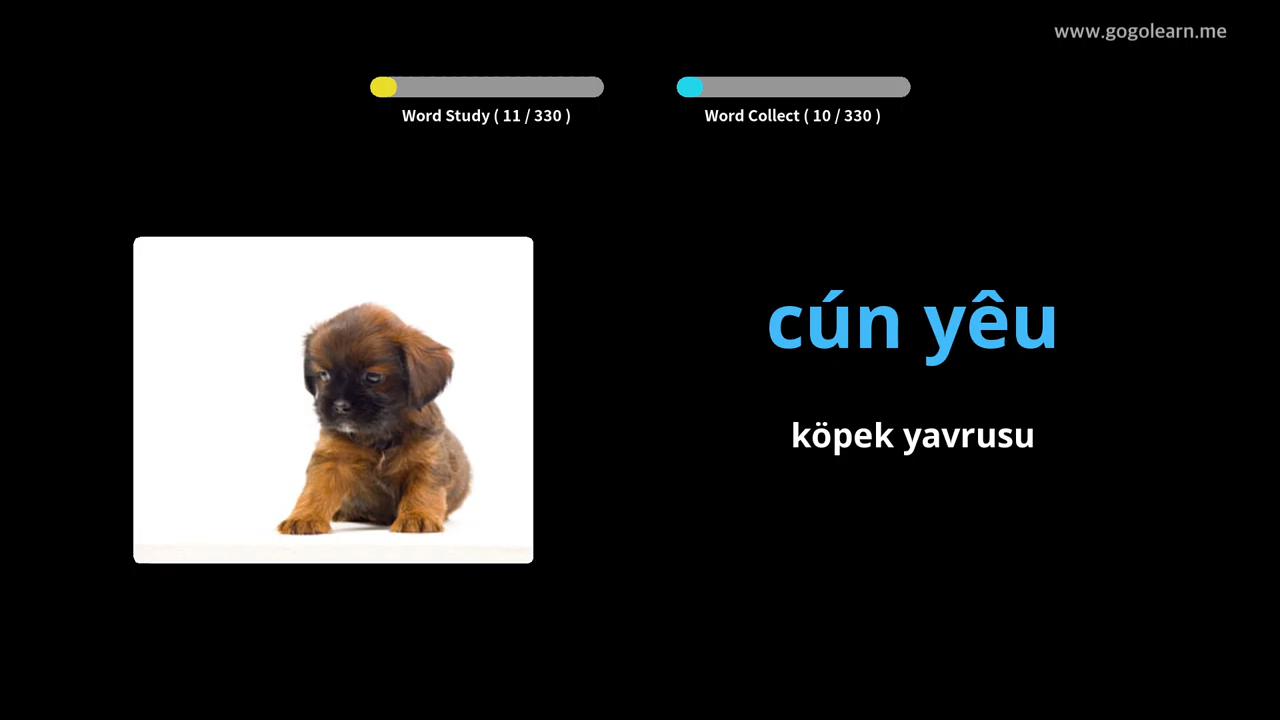 www.gogolearn.me
Word Study ( 11 / 330 )
Word Collect ( 10 / 330 )
cún yêu
köpek yavrusu